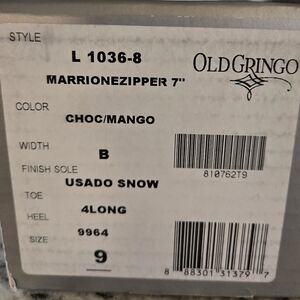 STYLE
L 1036-8
OLD GRINGO
MARRIONEZIPPER 7"
COLOR
CHOC/MANGO
WIDTH
B
FINISH SOLE
810762T9
USADO SNOW
TOE
4LONG
HEEL
9964
SIZE
9
8 88301 31379 7